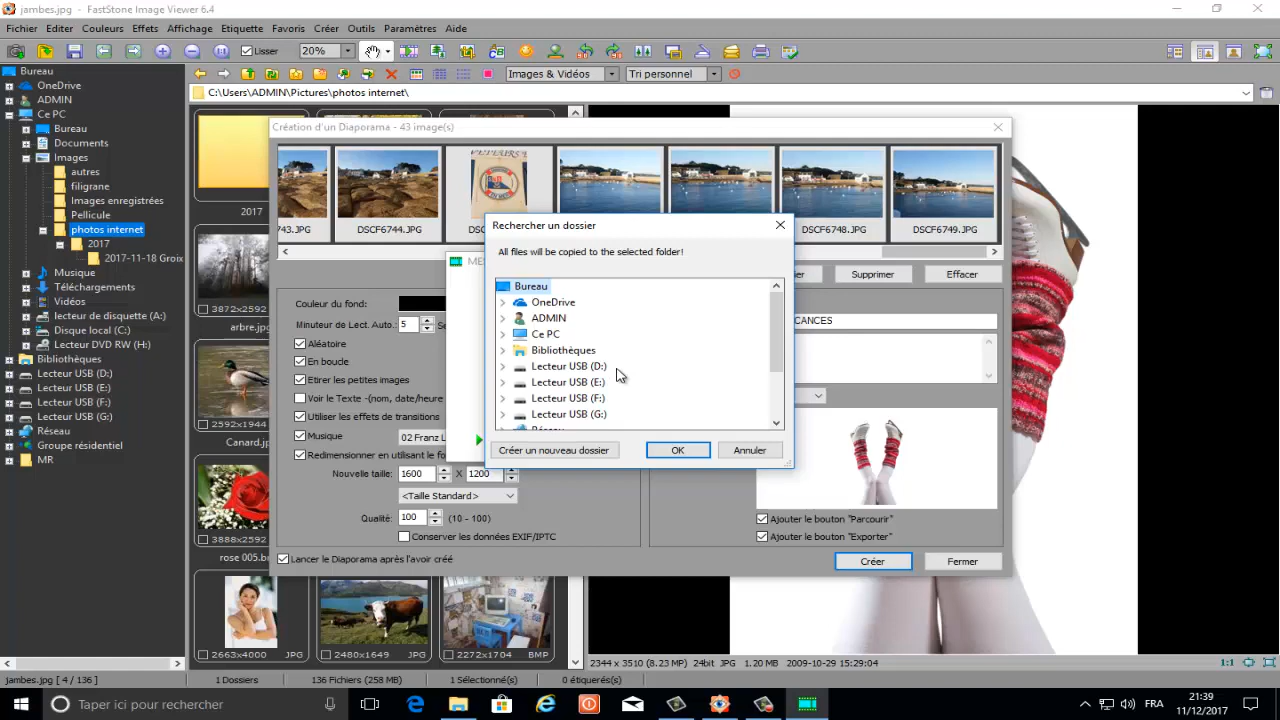 jambes.jpg - FastStone Image Viewer 6.4
Fichier Editer Couleurs Effets Affichage Etiquette Favoris Créer Outils Paramètres Aide
Lisser 20%
Images & Vidéos Tri personnel
C:\Users\ADMIN\Pictures\photos internet\
Bureau
OneDrive
ADMIN
Ce PC
Bureau
Documents
Images
autres
filigrane
Images enregistrées
Pellicule
photos internet
2017
2017-11-18 Groix
Musique
Téléchargements
Vidéos
lecteur de disquette (A:)
Disque local (C:)
Lecteur DVD RW (H:)
Bibliothèques
Lecteur USB (D:)
Lecteur USB (E:)
Lecteur USB (F:)
Lecteur USB (G:)
Réseau
Groupe résidentiel
MR
2017
3872x2592
arbre.jpg
2592x1944
Canard.jp
3888x2592
rose 005.b
2663x4000 JPG
2480x1649 JPG
2272x1704 BMP
Création d'un Diaporama - 43 image(s)
743.JPG DSCF6744.JPG DSCF6748.JPG DSCF6749.JPG
Supprimer Effacer
Couleur du fond:
Minuteur de Lect. Auto.: 5
Aléatoire
En boude
Etirer les petites images
Voir le Texte -(nom, date/heure
Utiliser les effets de transitions
Musique 02 Franz L
Redimensionner en utilisant le fo
Nouvelle taille: 1600 X 1200
<Taille Standard>
Qualité: 100 (10 - 100)
Conserver les données EXIF/IPTC
Lancer le Diaporama après l'avoir créé
CANCES
Ajouter le bouton "Parcourir"
Ajouter le bouton "Exporter"
Créer Fermer
Rechercher un dossier
All files will be copied to the selected folder!
Bureau
OneDrive
ADMIN
Ce PC
Bibliothèques
Lecteur USB (D:)
Lecteur USB (E:)
Lecteur USB (F:)
Lecteur USB (G:)
Réseau
Créer un nouveau dossier OK Annuler
2344 x 3510 (8.23 MP) 24bit JPG 1.20 MB 2009-10-29 15:29:04 1:1
jambes.jpg [ 4 / 136 ] 1 Dossiers 136 Fichiers (258 MB) 1 Sélectionné(s) 0 étiquetés(s)
Taper ici pour rechercher
FRA
21:39
11/12/2017